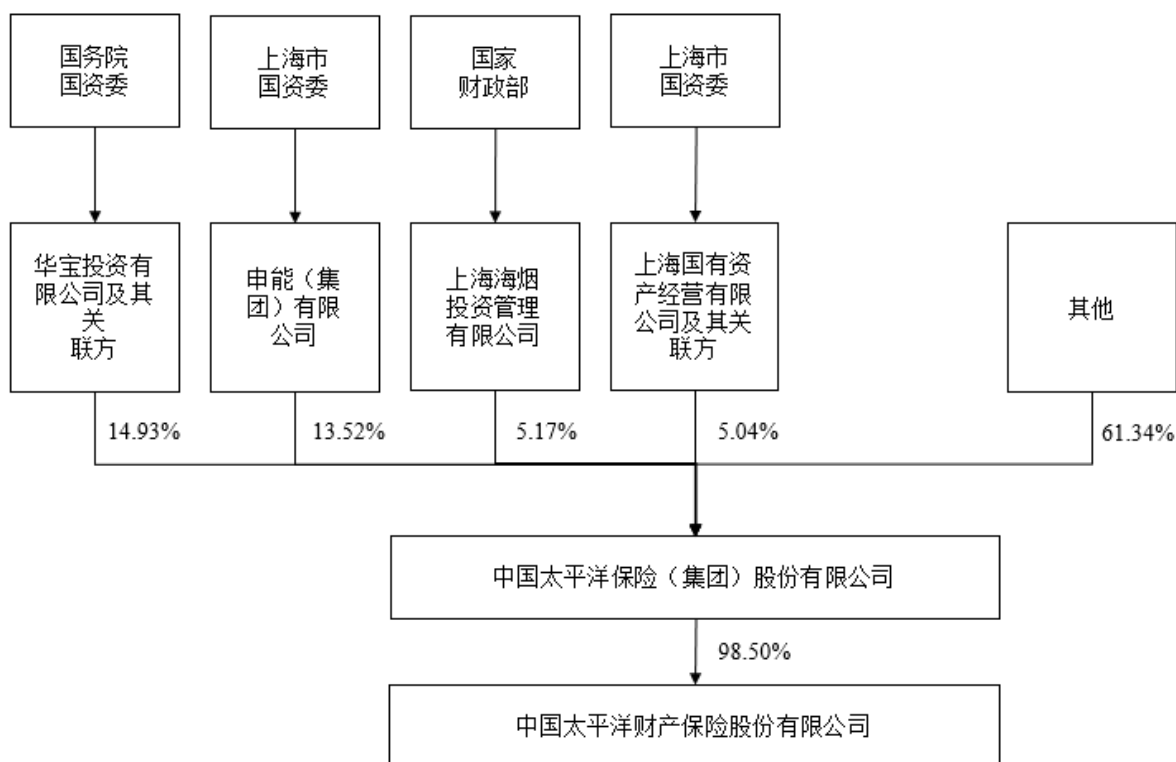 国务院
国资委
上海市
国资委
国家
财政部
上海市
国资委
华宝投资有
限公司及其
关
联方
申能（集
团）有限
公司
上海海烟
投资管理
有限公司
上海国有资
产经营有限
公司及其关
联方
其他
14.93%
13.52%
5.17%
5.04%
61.34%
中国太平洋保险（集团）股份有限公司
98.50%
中国太平洋财产保险股份有限公司